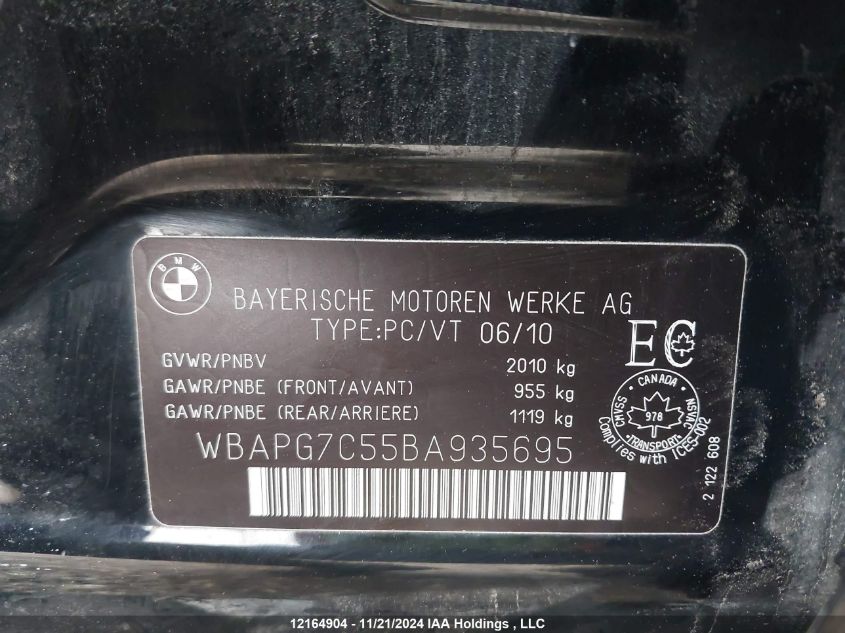 BMW
BAYERISCHE MOTOREN WERKE AG
TYPE:PC/VT 06/10
EC
GVWR/PNBV 2010 kg
GAWR/PNBE (FRONT/AVANT) 955 kg
GAWR/PNBE (REAR/ARRIERE) 1119 kg
CANADA
CMVSS
NSVAC
978
TRANSPORT
Complies with ICES-002
WBAPG7C55BA935695
2 122 608
12164904 - 11/21/2024 IAA Holdings , LLC